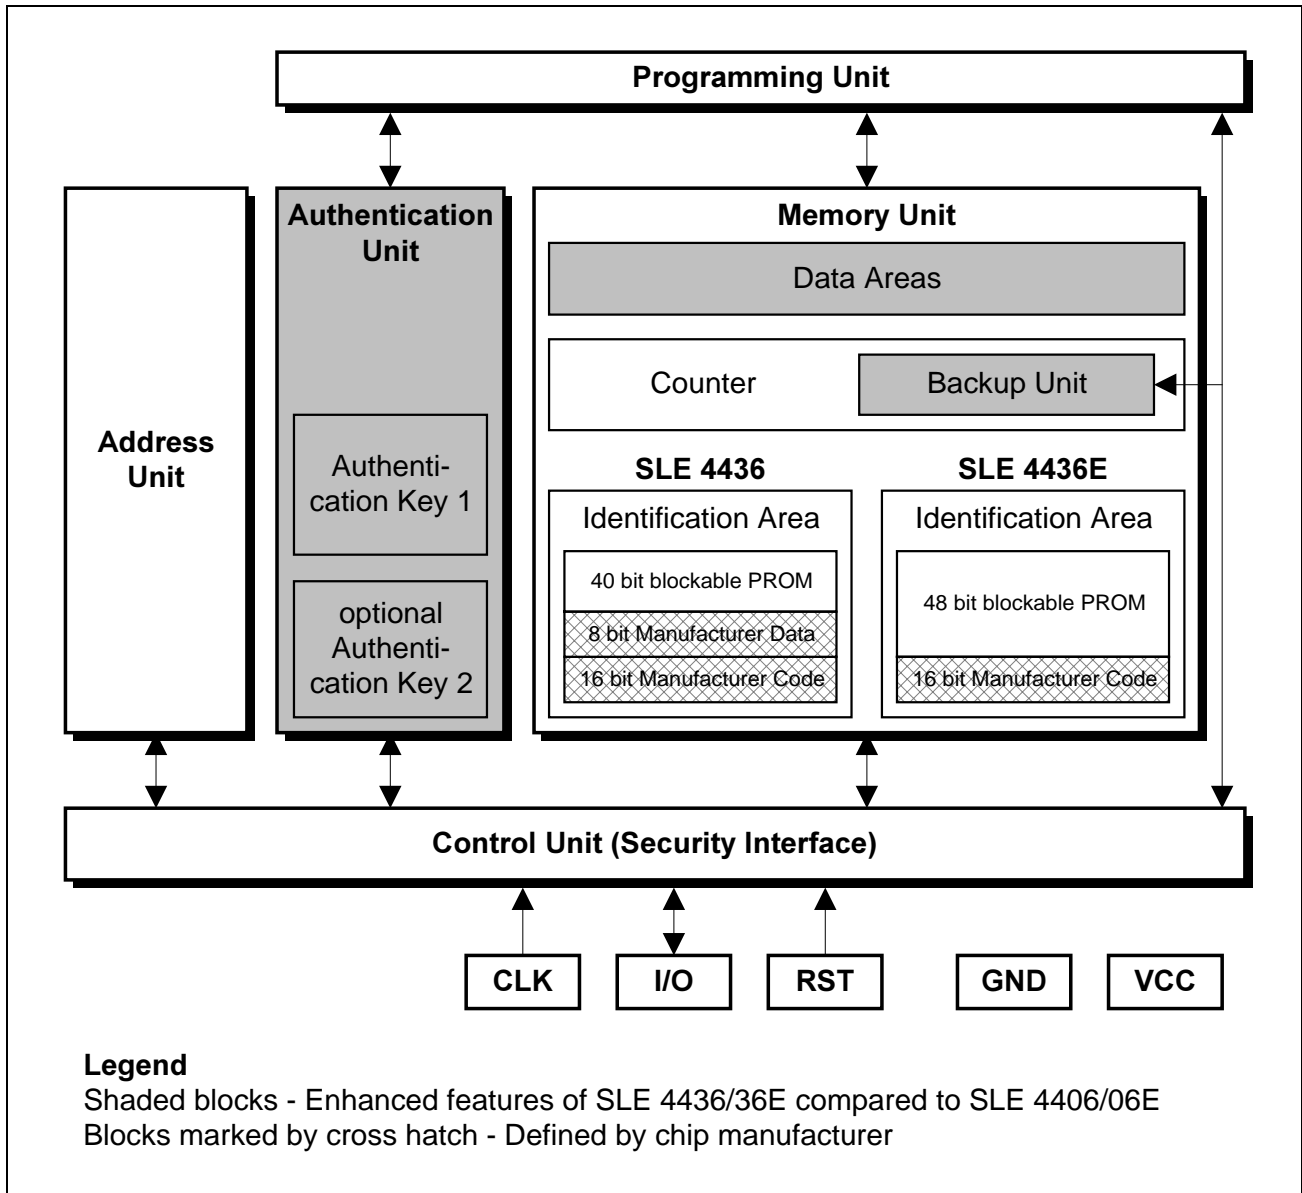 Programming Unit
Authentication
Unit
Memory Unit
Data Areas
Counter
Backup Unit
Address
Unit
Authenti-
cation Key 1
optional
Authenti-
cation Key 2
SLE 4436
Identification Area
40 bit blockable PROM
8 bit Manufacturer Data
16 bit Manufacturer Code
SLE 4436E
Identification Area
48 bit blockable PROM
16 bit Manufacturer Code
Control Unit (Security Interface)
CLK
I/O
RST
GND
VCC
Legend
Shaded blocks - Enhanced features of SLE 4436/36E compared to SLE 4406/06E
Blocks marked by cross hatch - Defined by chip manufacturer